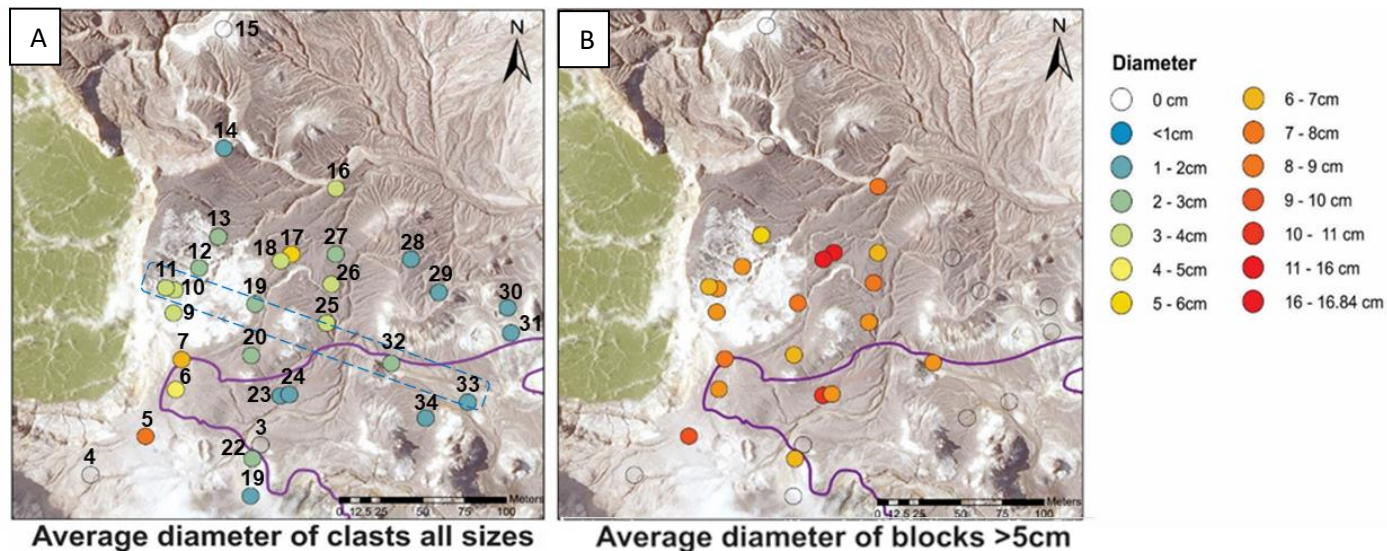 A
N
15
14
16
13
17
18
27
28
12
26
11
10
19
29
30
9
25
31
7
20
32
6
24
23
33
34
5
3
22
4
19
Meters
0 12.5 25 50 75 100
Average diameter of clasts all sizes
B
N
Meters
0 12.5 25 50 75 100
Average diameter of blocks >5cm
Diameter
0 cm
<1cm
1 - 2cm
2 - 3cm
3 - 4cm
4 - 5cm
5 - 6cm
6 - 7cm
7 - 8cm
8 - 9 cm
9 - 10 cm
10 - 11 cm
11 - 16 cm
16 - 16.84 cm